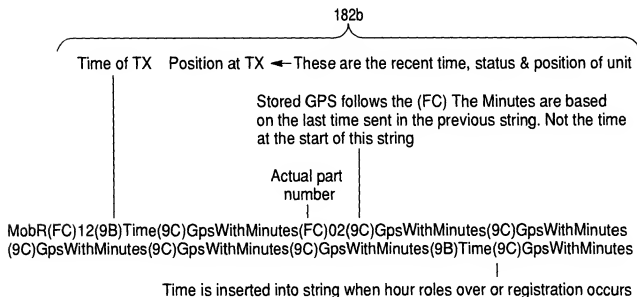 182b
Time of TX Position at TX ←These are the recent time, status & position of unit
Stored GPS follows the (FC) The Minutes are based
on the last time sent in the previous string. Not the time
at the start of this string
Actual part
number
MobR(FC)12(9B)Time(9C)GpsWithMinutes(FC)02(9C)GpsWithMinutes(9C)GpsWithMinutes
(9C)GpsWithMinutes(9C)GpsWithMinutes(9C)GpsWithMinutes(9B)Time(9C)GpsWithMinutes
Time is inserted into string when hour roles over or registration occurs